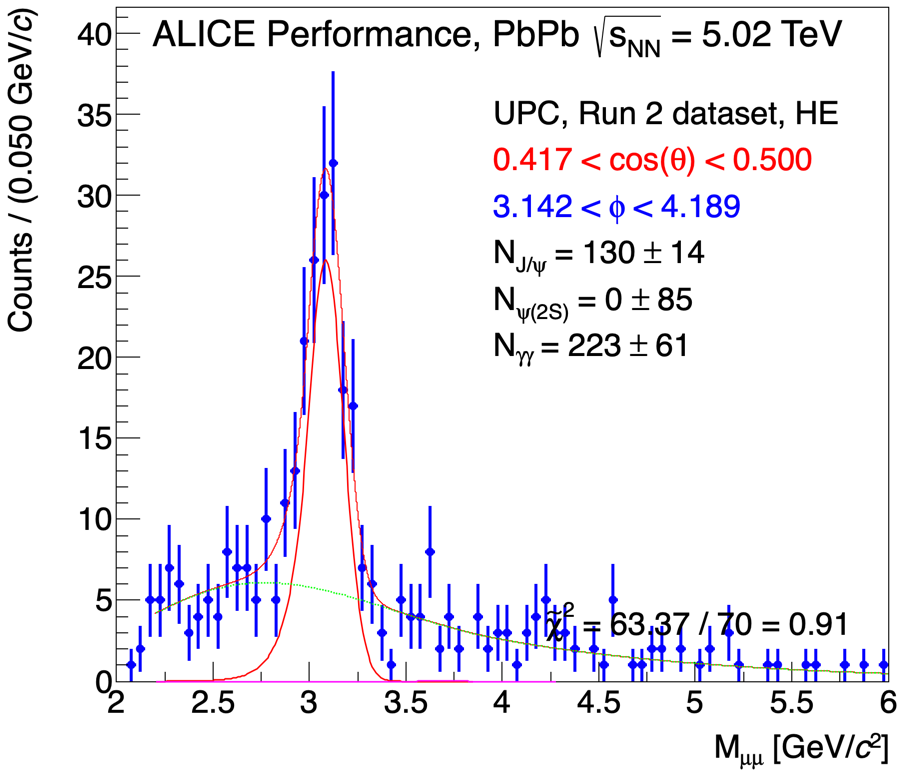 ALICE Performance, PbPb √sNN = 5.02 TeV
UPC, Run 2 dataset, HE
0.417 < cos(θ) < 0.500
3.142 < ϕ < 4.189
NJ/ψ = 130 ± 14
Nψ(2S) = 0 ± 85
Nγγ = 223 ± 61
χ̃² = 63.37 / 70 = 0.91
Counts / (0.050 GeV/c)
40
35
30
25
20
15
10
5
0
2 2.5 3 3.5 4 4.5 5 5.5 6
Mμμ [GeV/c²]